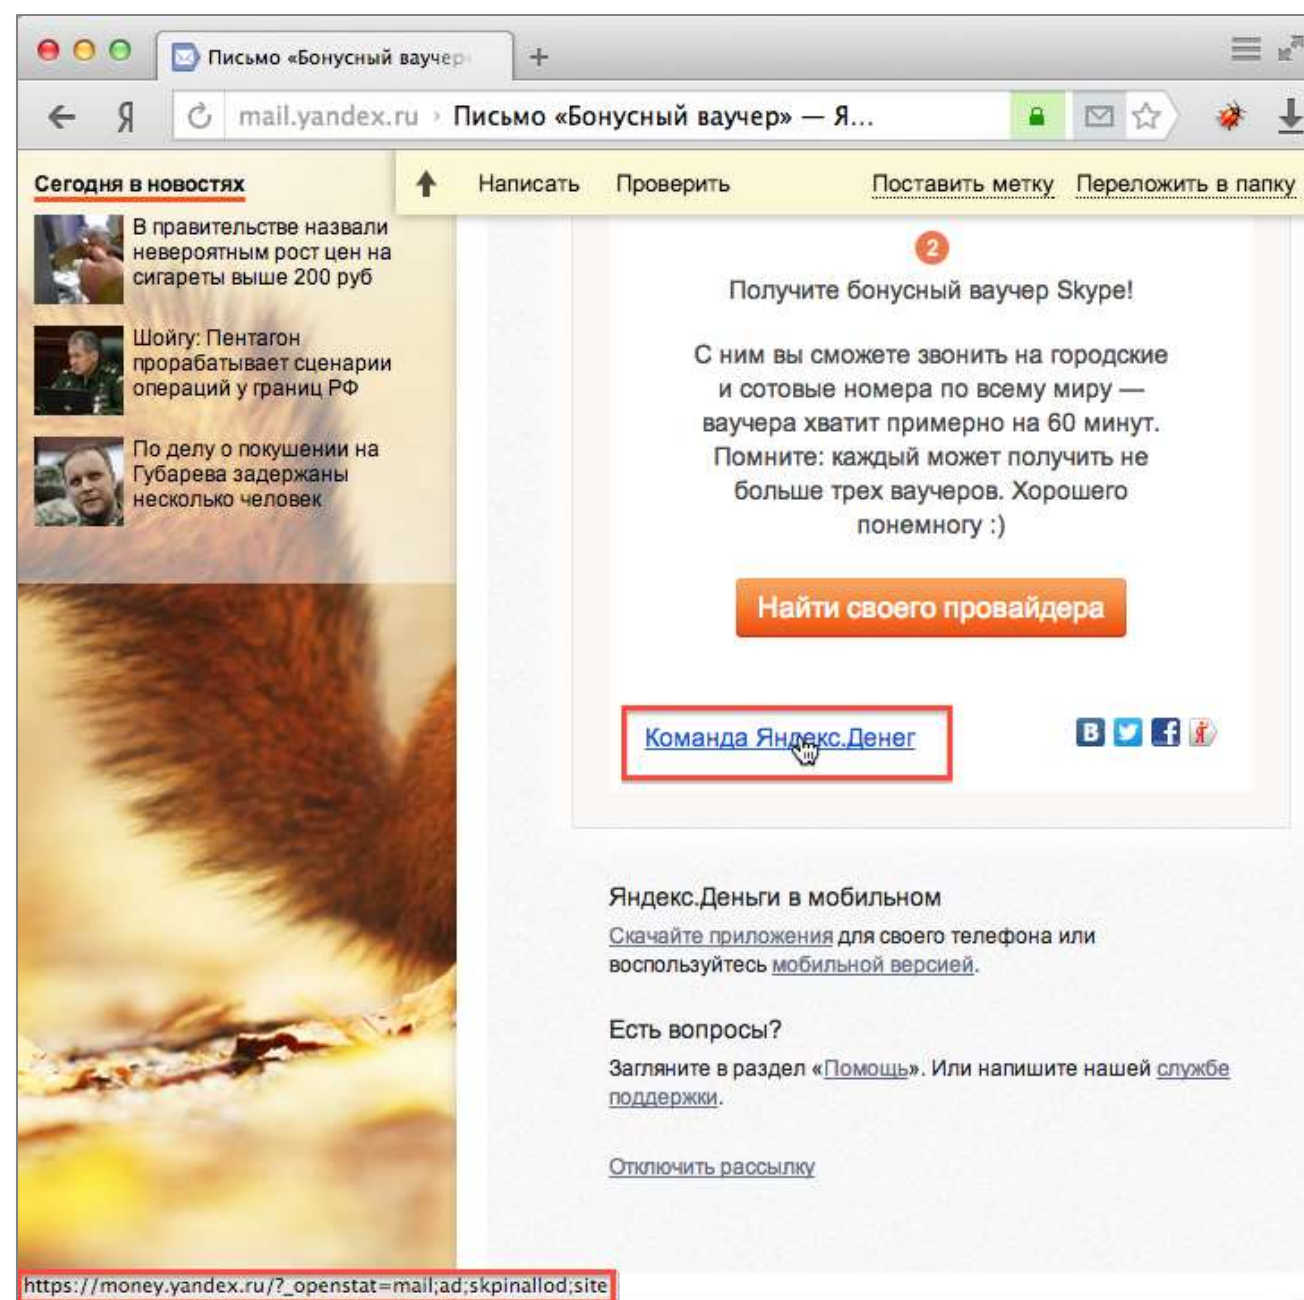 Письмо «Бонусный ваучер
mail.yandex.ru › Письмо «Бонусный ваучер» — Я...
Написать Проверить Поставить метку Переложить в папку
Сегодня в новостях
В правительстве назвали
невероятным рост цен на
сигареты выше 200 руб
Шойгу: Пентагон
прорабатывает сценарии
операций у границ РФ
По делу о покушении на
Губарева задержаны
несколько человек
2
Получите бонусный ваучер Skype!
С ним вы сможете звонить на городские
и сотовые номера по всему миру —
ваучера хватит примерно на 60 минут.
Помните: каждый может получить не
больше трех ваучеров. Хорошего
понемногу :)
Найти своего провайдера
Команда Яндекс.Денег
Яндекс.Деньги в мобильном
Скачайте приложения для своего телефона или
воспользуйтесь мобильной версией.
Есть вопросы?
Загляните в раздел «Помощь». Или напишите нашей службе
поддержки.
Отключить рассылку
https://money.yandex.ru/?_openstat=mail;ad;skpinallod;site